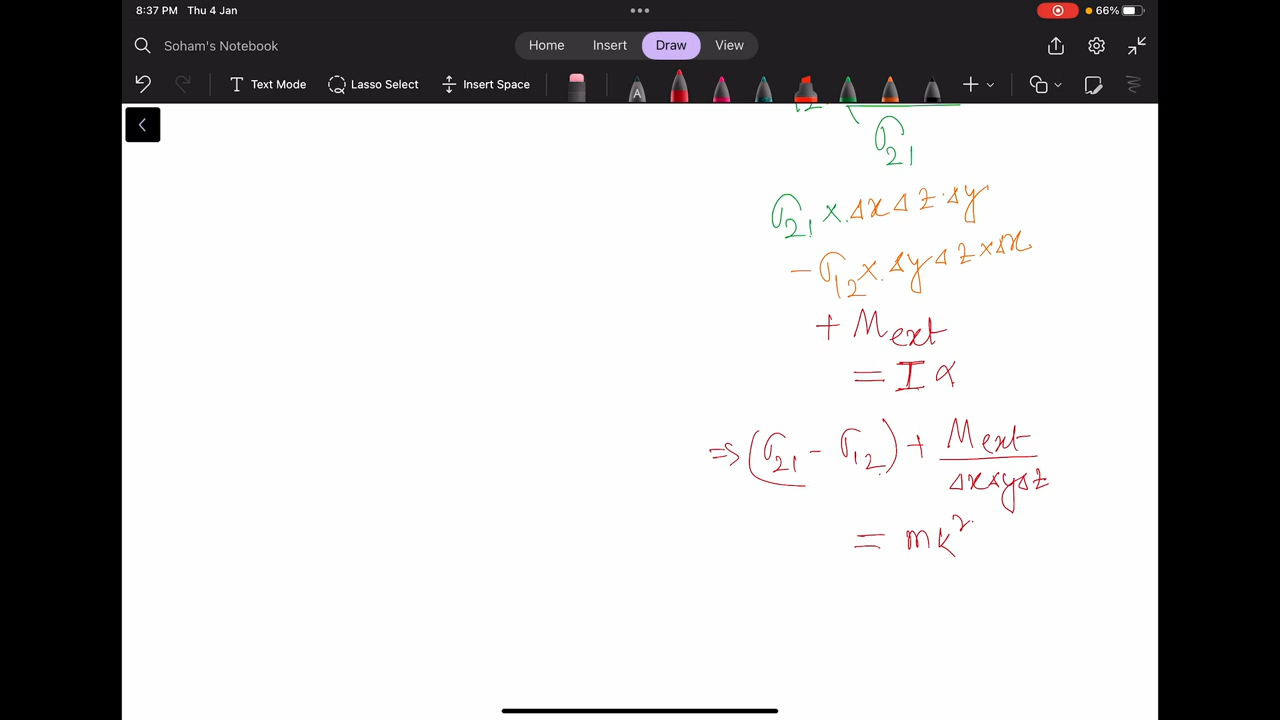 8:37 PM Thu 4 Jan
66%
Soham's Notebook
Home Insert Draw View
Text Mode Lasso Select Insert Space
A
12
σ21
σ21 × Δx Δz · Δy
- σ12 × Δy Δz × Δx
+ Mext
= I α
=> (σ21 - σ12) + Mext / ΔxΔyΔz
= mk²